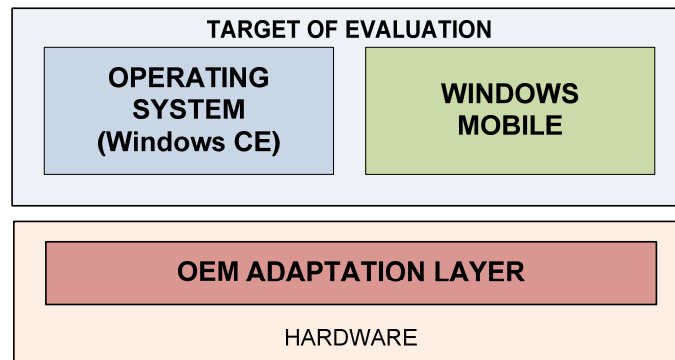 TARGET OF EVALUATION
OPERATING
SYSTEM
(Windows CE)
WINDOWS
MOBILE
OEM ADAPTATION LAYER
HARDWARE